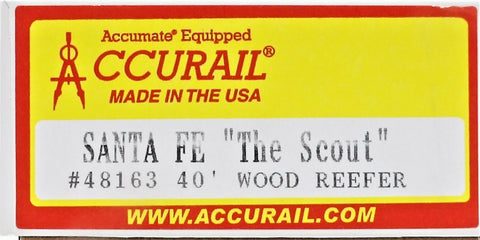 Accumate® Equipped
ACCURAIL®
MADE IN THE USA
SANTA FE "The Scout"
#48163 40' WOOD REEFER
WWW.ACCURAIL.COM